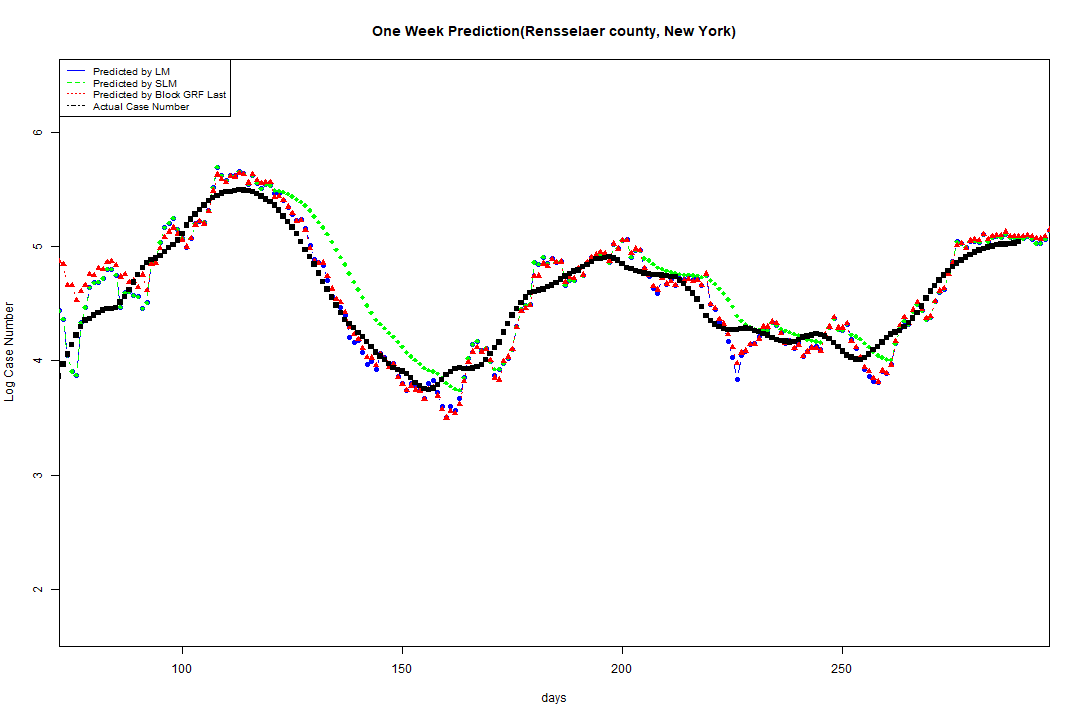 One Week Prediction(Rensselaer county, New York)
Predicted by LM
Predicted by SLM
Predicted by Block GRF Last
Actual Case Number
6
5
4
3
2
Log Case Number
100 150 200 250
days